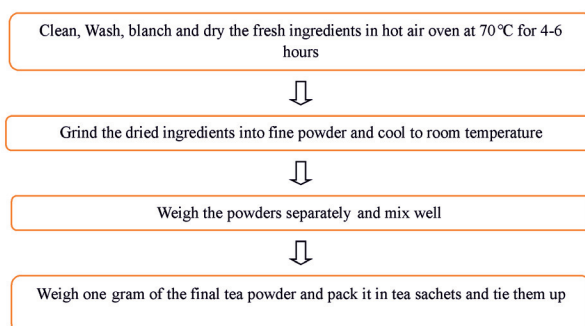 Clean, Wash, blanch and dry the fresh ingredients in hot air oven at 70°C for 4-6
hours
Grind the dried ingredients into fine powder and cool to room temperature
Weigh the powders separately and mix well
Weigh one gram of the final tea powder and pack it in tea sachets and tie them up